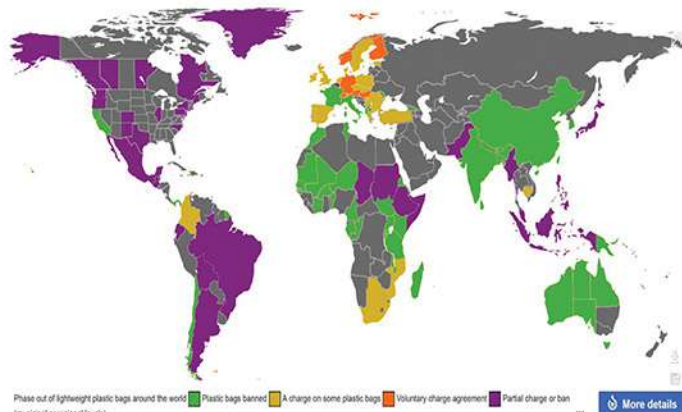 Phase out of lightweight plastic bags around the world Plastic bags banned A charge on some plastic bags Voluntary charge agreement Partial charge or ban
More details